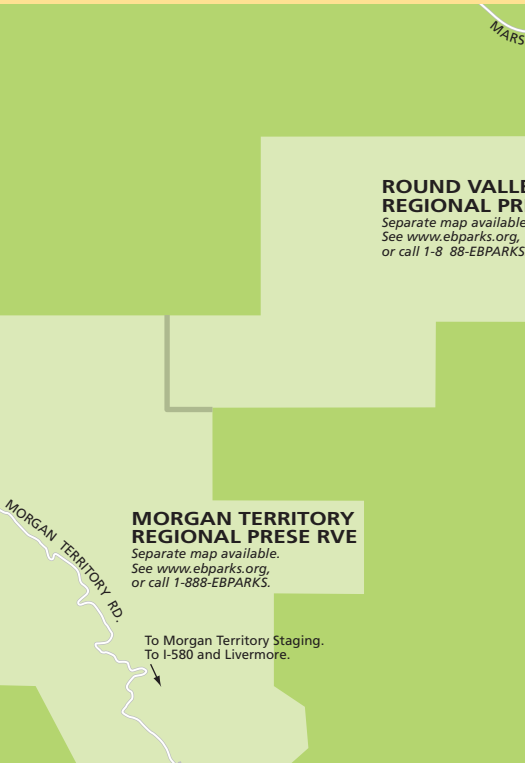 MARS
ROUND VALLE
REGIONAL PR
Separate map available
See www.ebparks.org,
or call 1-8 88-EBPARKS
MORGAN TERRITORY RD.
MORGAN TERRITORY
REGIONAL PRESE RVE
Separate map available.
See www.ebparks.org,
or call 1-888-EBPARKS.
To Morgan Territory Staging.
To I-580 and Livermore.